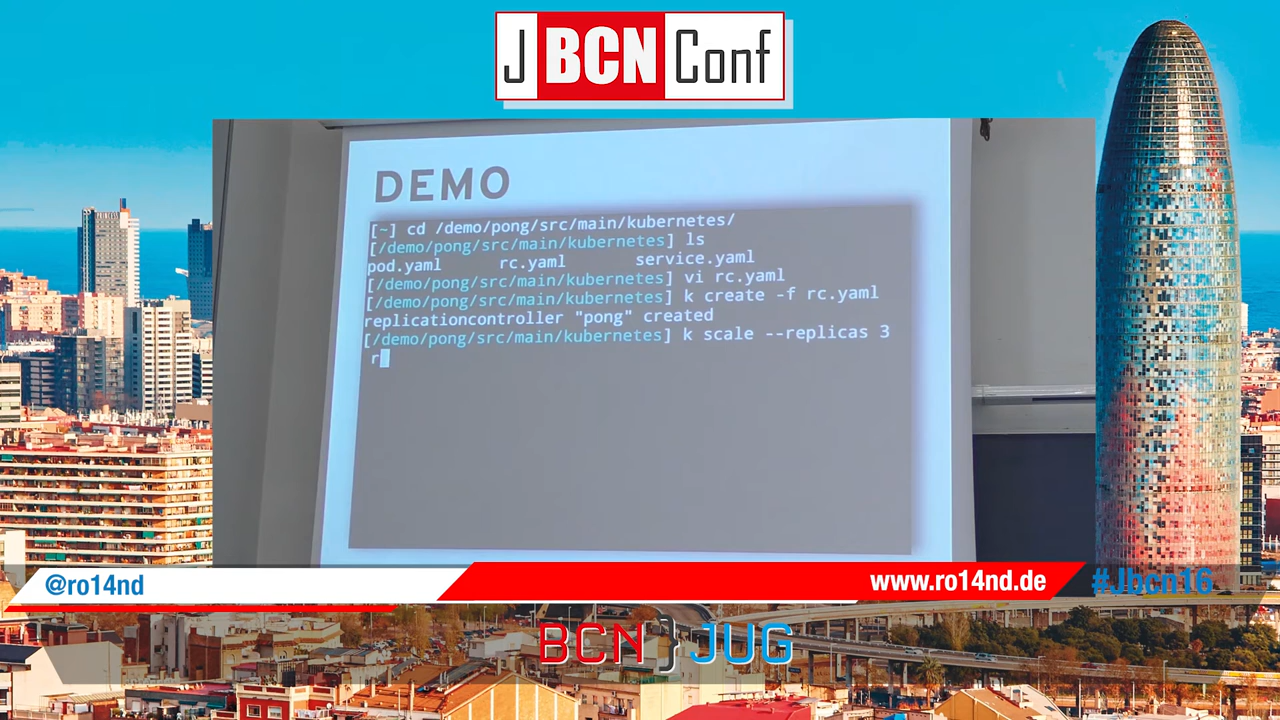 J BCN Conf
DEMO
[~] cd /demo/pong/src/main/kubernetes/
[/demo/pong/src/main/kubernetes] ls
pod.yaml rc.yaml service.yaml
[/demo/pong/src/main/kubernetes] vi rc.yaml
[/demo/pong/src/main/kubernetes] k create -f rc.yaml
replicationcontroller "pong" created
[/demo/pong/src/main/kubernetes] k scale --replicas 3
r
@ro14nd
www.ro14nd.de
#Jbcn16
BCN JUG